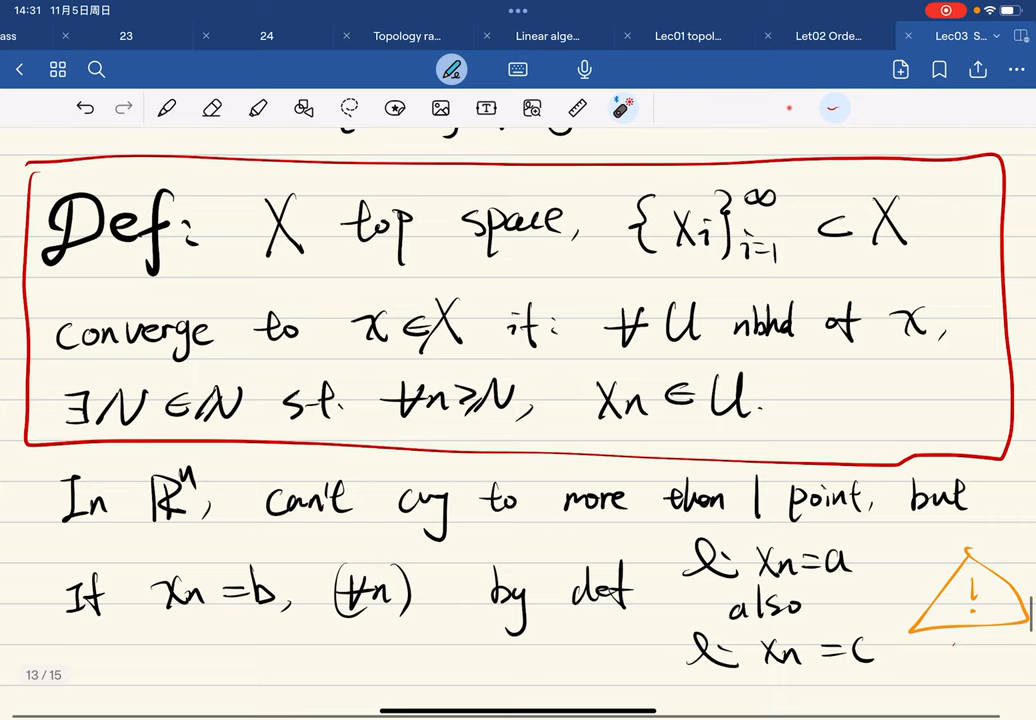 14:31 11月5日周日
ass
23
24
Topology ra...
Linear alge...
Lec01 topol...
Let02 Orde...
Lec03 S...
Def: X top space, {Xi}_{i=1}^∞ ⊂ X
converge to x ∈ X if: ∀ U nbhd of x,
∃ N ∈ ℕ s.t. ∀n ≥ N, Xn ∈ U.
In ℝⁿ, can't cvg to more than 1 point, but
If xn = b, (∀n) by def li xn = a
also
li xn = c
!
13 / 15